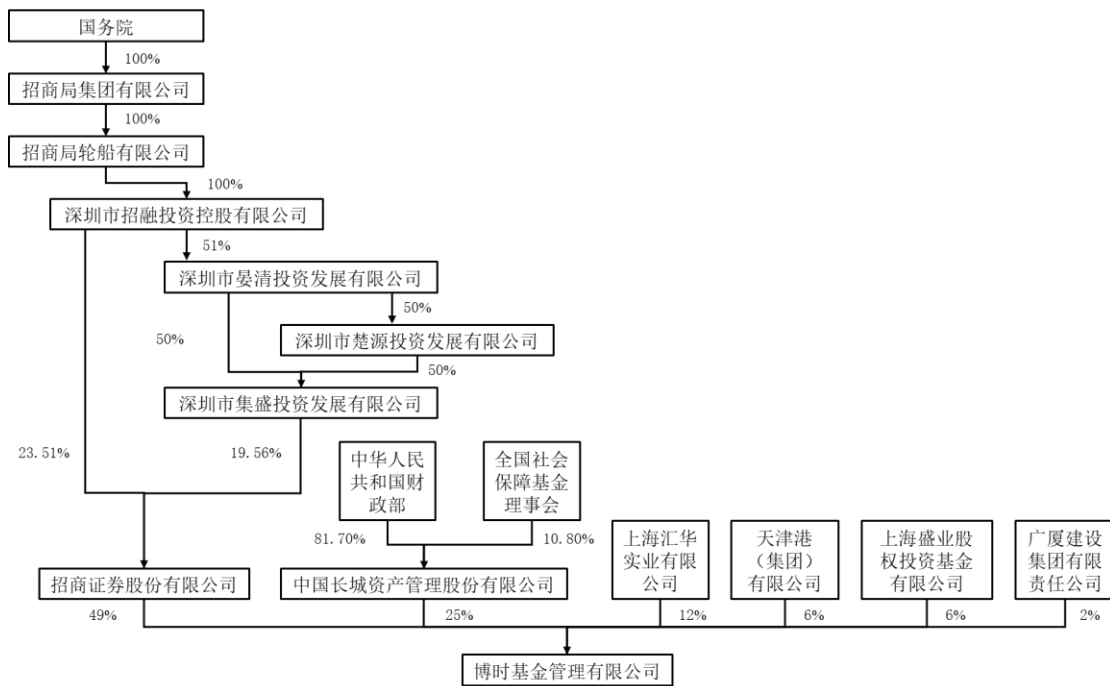 国务院
100%
招商局集团有限公司
100%
招商局轮船有限公司
100%
深圳市招融投资控股有限公司
51%
深圳市晏清投资发展有限公司
50%
50%
深圳市楚源投资发展有限公司
50%
深圳市集盛投资发展有限公司
23.51%
19.56%
中华人民
共和国财
政部
全国社会
保障基金
理事会
81.70%
10.80%
上海汇华
实业有限
公司
天津港
（集团）
有限公司
上海盛业股
权投资基金
有限公司
广厦建设
集团有限
责任公司
招商证券股份有限公司
中国长城资产管理股份有限公司
49%
25%
12%
6%
6%
2%
博时基金管理有限公司